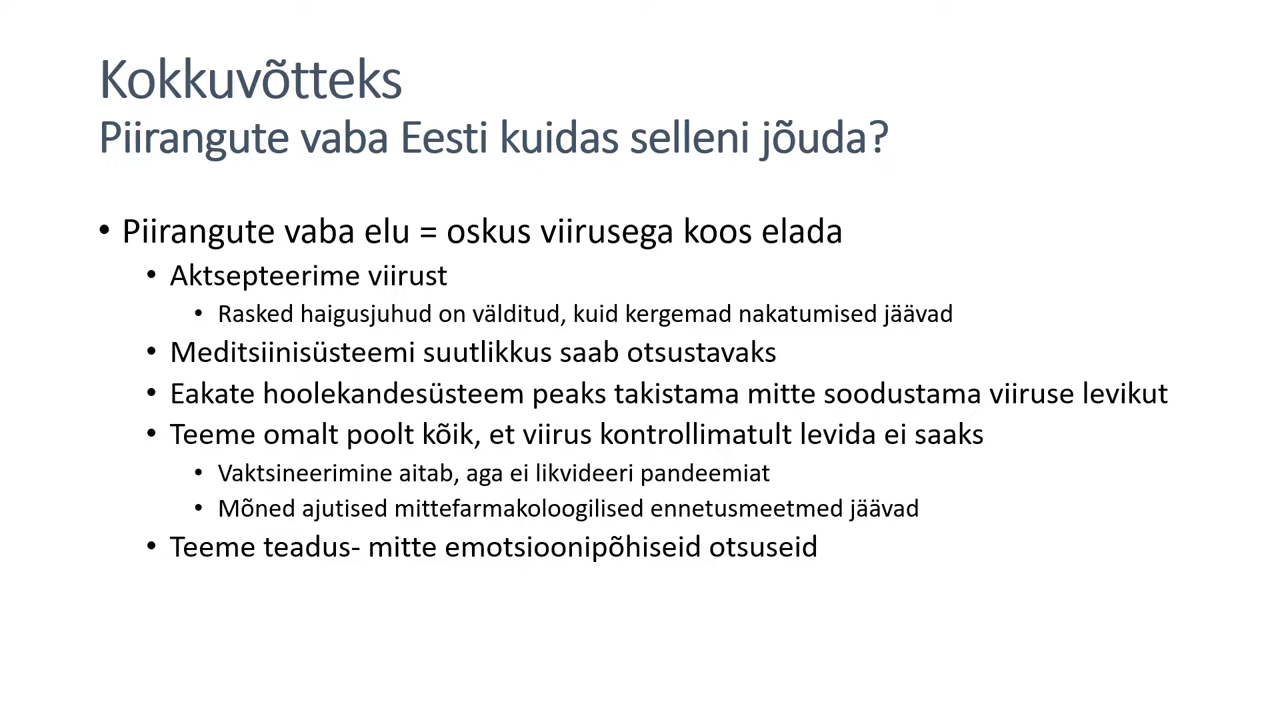 Kokkuvõtteks
Piirangute vaba Eesti kuidas selleni jõuda?
• Piirangute vaba elu = oskus viirusega koos elada
• Aktsepteerime viirust
• Rasked haigusjuhud on välditud, kuid kergemad nakatumised jäävad
• Meditsiinisüsteemi suutlikkus saab otsustavaks
• Eakate hoolekandesüsteem peaks takistama mitte soodustama viiruse levikut
• Teeme omalt poolt kõik, et viirus kontrollimatult levida ei saaks
• Vaktsineerimine aitab, aga ei likvideeri pandeemiat
• Mõned ajutised mittefarmakoloogilised ennetusmeetmed jäävad
• Teeme teadus- mitte emotsioonipõhiseid otsuseid